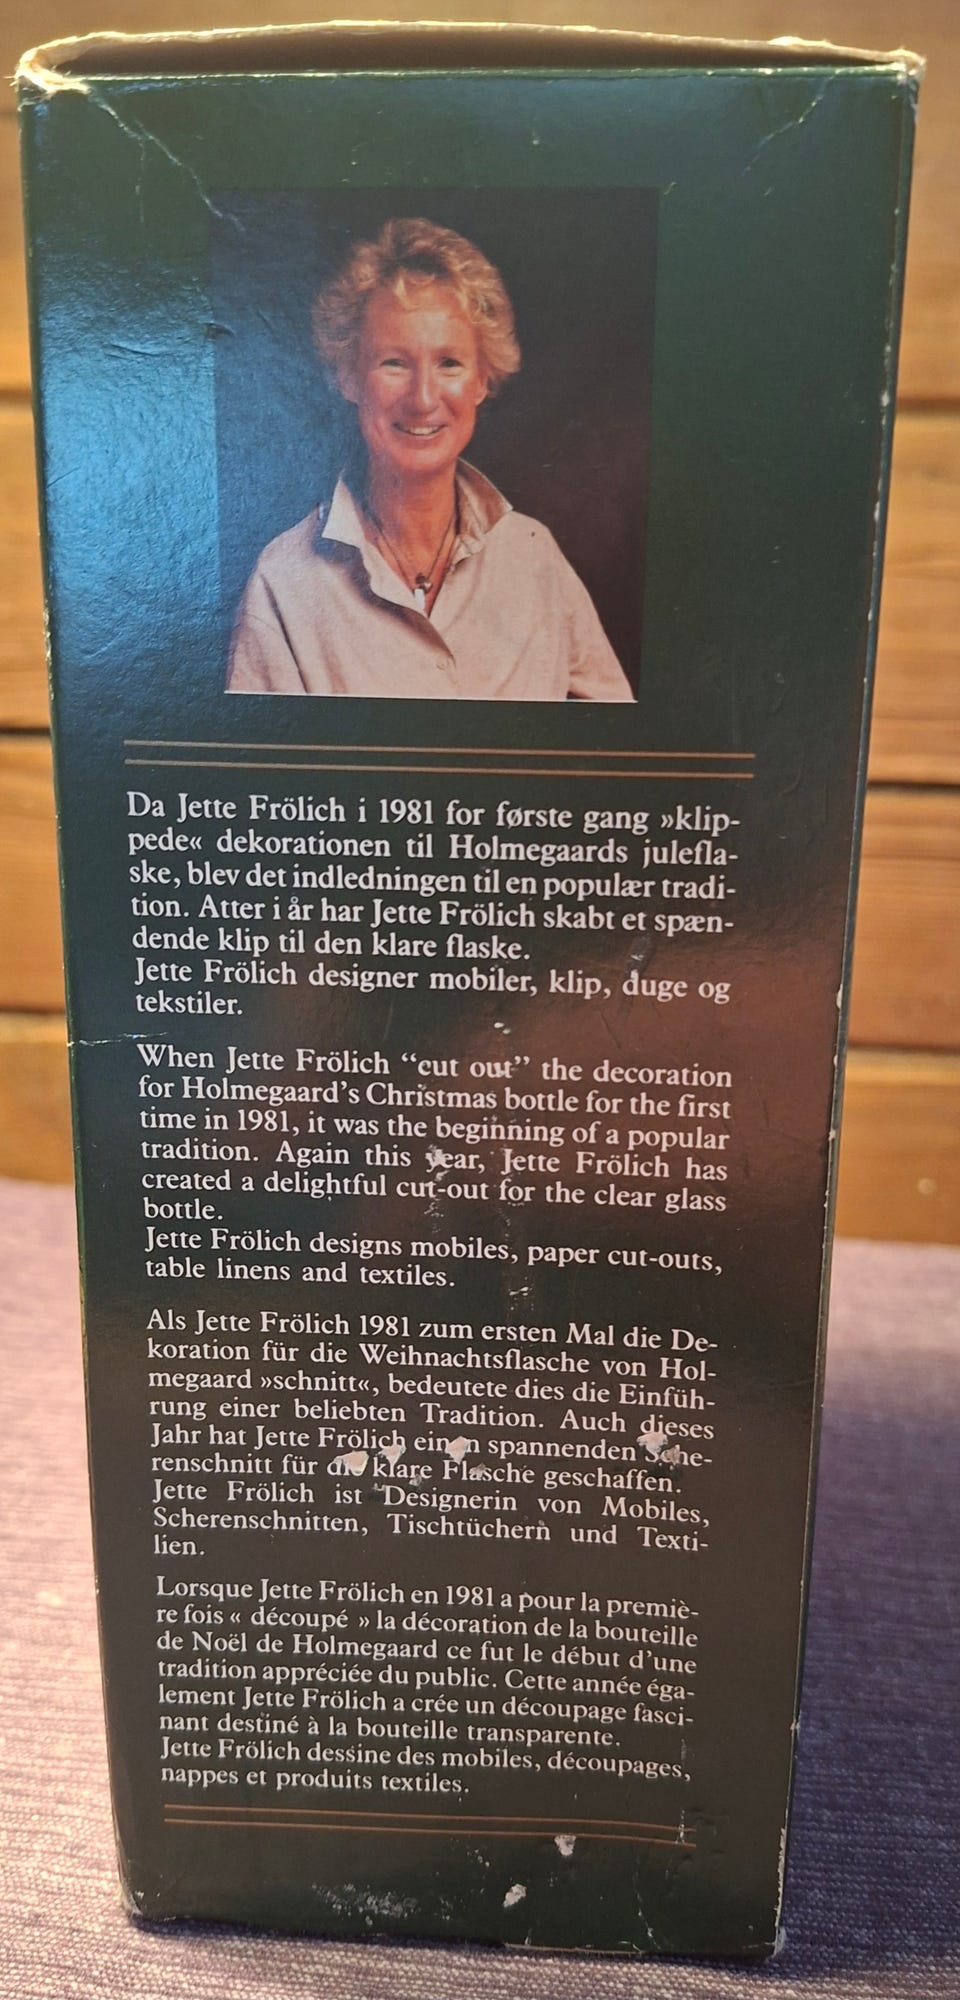 Da Jette Frölich i 1981 for første gang »klip-
pede« dekorationen til Holmegaards julefla-
ske, blev det indledningen til en populær tradi-
tion. Atter i år har Jette Frölich skabt et spæn-
dende klip til den klare flaske.
Jette Frölich designer mobiler, klip, duge og
tekstiler.
When Jette Frölich “cut out” the decoration
for Holmegaard’s Christmas bottle for the first
time in 1981, it was the beginning of a popular
tradition. Again this year, Jette Frölich has
created a delightful cut-out for the clear glass
bottle.
Jette Frölich designs mobiles, paper cut-outs,
table linens and textiles.
Als Jette Frölich 1981 zum ersten Mal die De-
koration für die Weihnachtsflasche von Hol-
megaard »schnitt«, bedeutete dies die Einfüh-
rung einer beliebten Tradition. Auch dieses
Jahr hat Jette Frölich einen spannenden Sche-
renschnitt für die klare Flasche geschaffen.
Jette Frölich ist Designerin von Mobiles,
Scherenschnitten, Tischtüchern und Texti-
lien.
Lorsque Jette Frölich en 1981 a pour la premiè-
re fois « découpé » la décoration de la bouteille
de Noël de Holmegaard ce fut le début d’une
tradition appréciée du public. Cette année éga-
lement Jette Frölich a crée un découpage fasci-
nant destiné à la bouteille transparente.
Jette Frölich dessine des mobiles, découpages,
nappes et produits textiles.